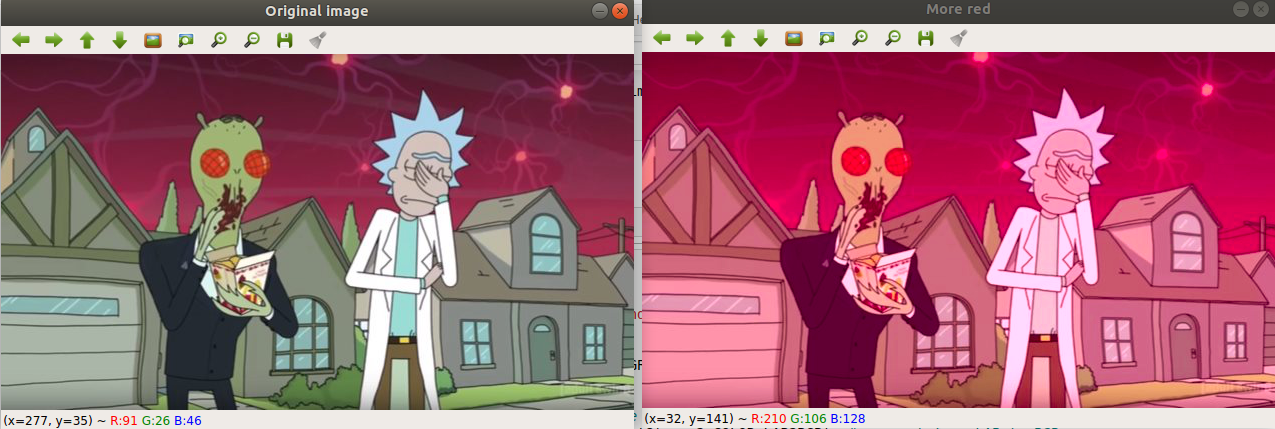 Original image
More red
(x=277, y=35) ~ R:91 G:26 B:46
(x=32, y=141) ~ R:210 G:106 B:128